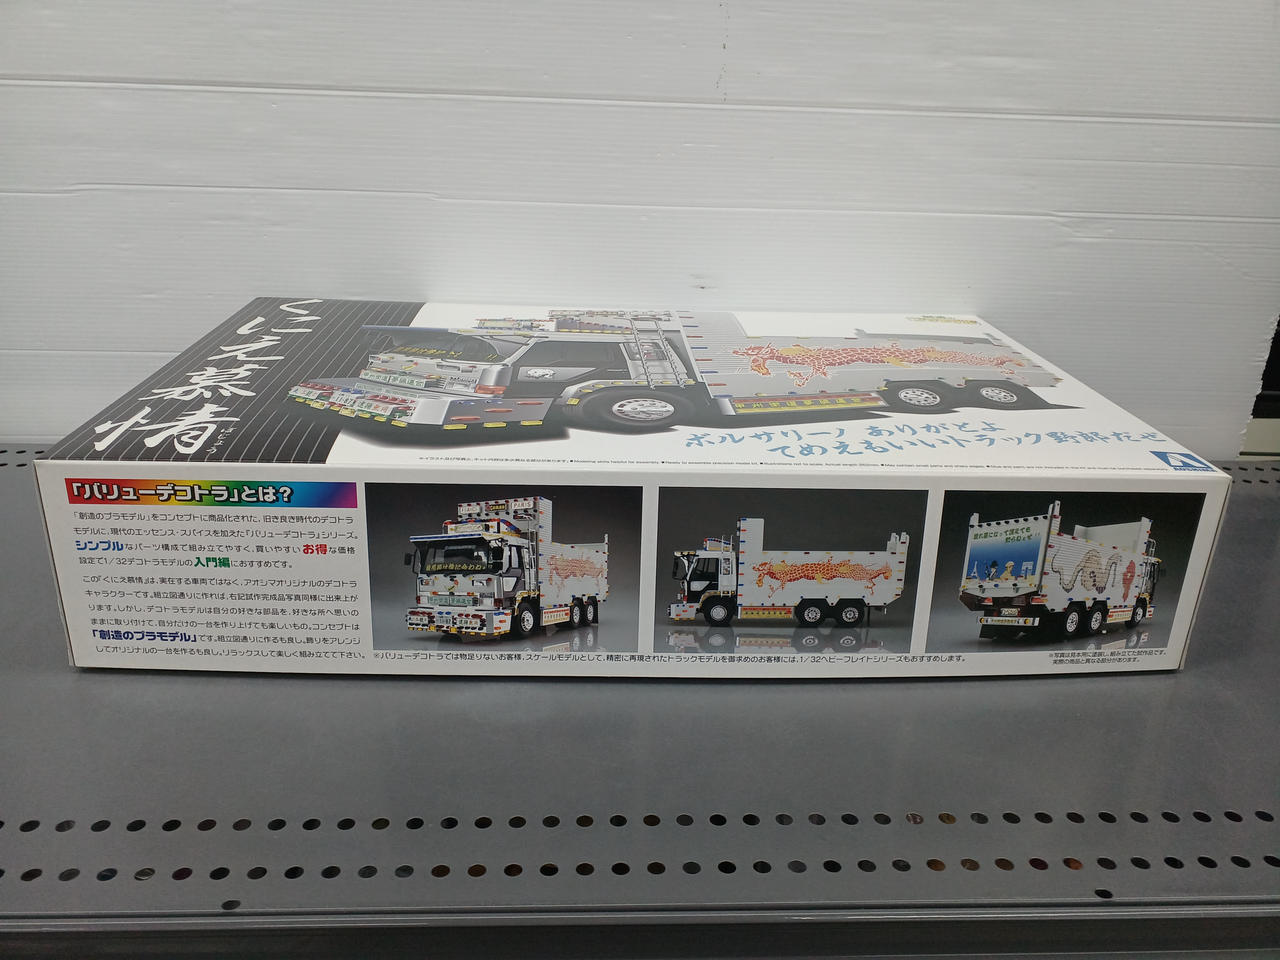 くにえ慕情
ぼじょう
ボルサリーノ ありがとよ
てめえもいいトラック野郎だぜ
「バリューデコトラ」とは?
「創造のプラモデル」をコンセプトに商品化された、旧き良き時代のデコトラ
モデルに、現代のエッセンス・スパイスを加えた『バリューデコトラ』シリーズ。
シンプルなパーツ構成で組み立てやすく、買いやすいお得な価格
設定で1/32デコトラモデルの入門編におすすめです。
この『くにえ慕情』は、実在する車両ではなく、アオシマオリジナルのデコトラ
キャラクターです。組立図通りに作れば、右記試作完成品写真同様に出来上が
ります。しかし、デコトラモデルは自分の好きな部品を、好きな所へ思いの
ままに取り付けて、自分だけの一台を作り上げても楽しいもの。コンセプトは
「創造のプラモデル」です。組立図通りに作るも良し、飾りをアレンジ
してオリジナルの一台を作るも良し。リラックスして楽しく組み立てて下さい。
PARIS
※バリューデコトラでは物足りないお客様、スケールモデルとして、精密に再現されたトラックモデルを御求めのお客様には、1/32ヘビーフレイトシリーズもおすすめします。
※写真は見本用に塗装し、組み立てた試作品です。
実際の商品と異なる部分があります。